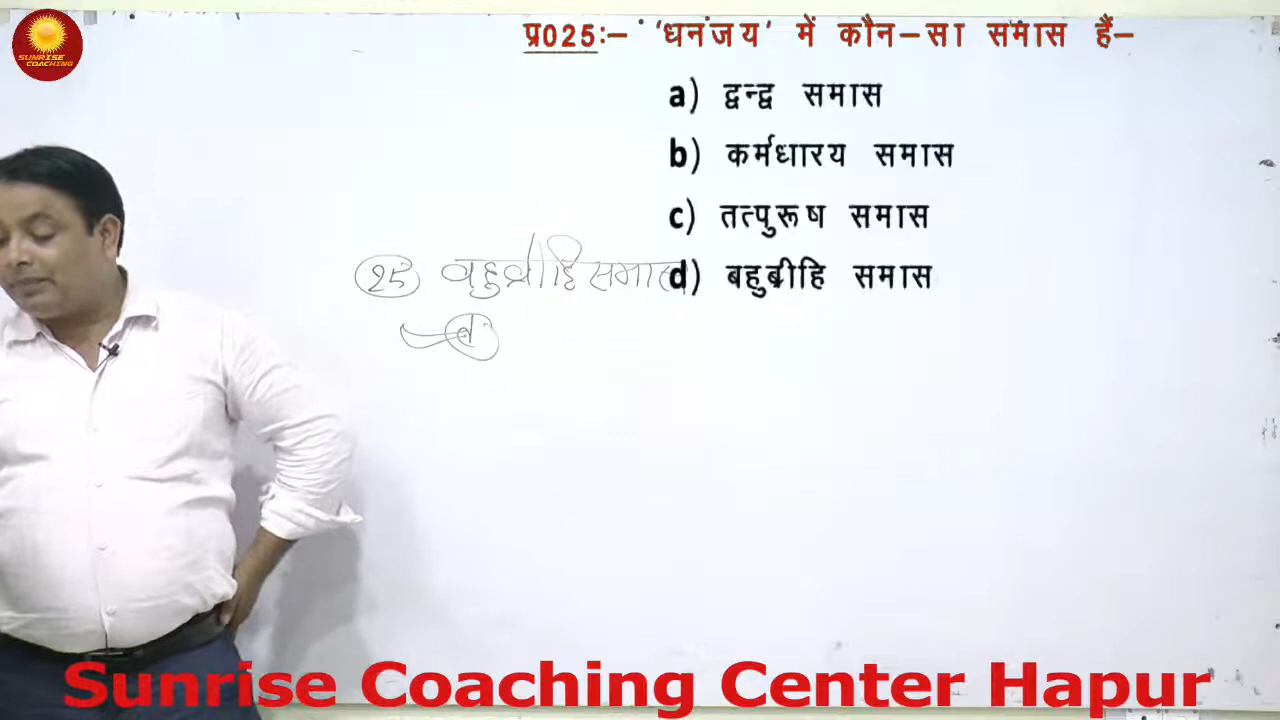 SUNRISE
COACHING
प्र025:– 'धनंजय' में कौन–सा समास हैं–
a) द्वन्द्व समास
b) कर्मधारय समास
c) तत्पुरूष समास
d) बहुब्रीहि समास
25 बहुव्रीहि समास
d
Sunrise Coaching Center Hapur